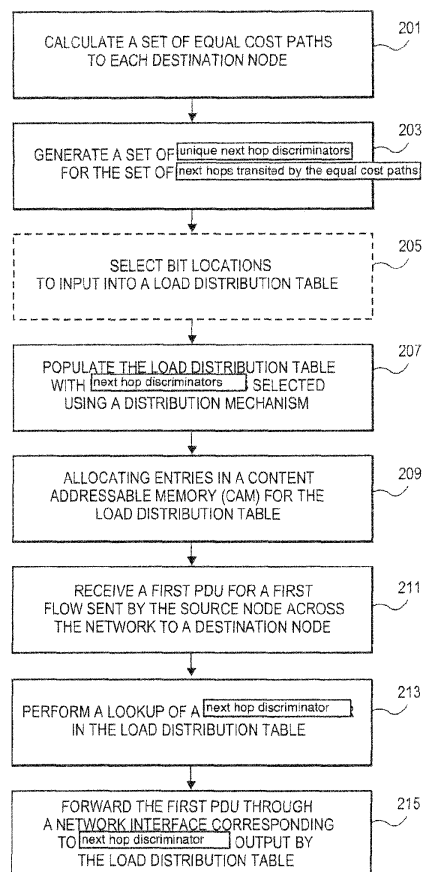 CALCULATE A SET OF EQUAL COST PATHS
TO EACH DESTINATION NODE
201
GENERATE A SET OF unique next hop discriminators
FOR THE SET OF next hops transited by the equal cost paths
203
SELECT BIT LOCATIONS
TO INPUT INTO A LOAD DISTRIBUTION TABLE
205
POPULATE THE LOAD DISTRIBUTION TABLE
WITH next hop discriminators SELECTED
USING A DISTRIBUTION MECHANISM
207
ALLOCATING ENTRIES IN A CONTENT
ADDRESSABLE MEMORY (CAM) FOR THE
LOAD DISTRIBUTION TABLE
209
RECEIVE A FIRST PDU FOR A FIRST
FLOW SENT BY THE SOURCE NODE ACROSS
THE NETWORK TO A DESTINATION NODE
211
PERFORM A LOOKUP OF A next hop discriminator
IN THE LOAD DISTRIBUTION TABLE
213
FORWARD THE FIRST PDU THROUGH
A NETWORK INTERFACE CORRESPONDING
TO next hop discriminator OUTPUT BY
THE LOAD DISTRIBUTION TABLE
215